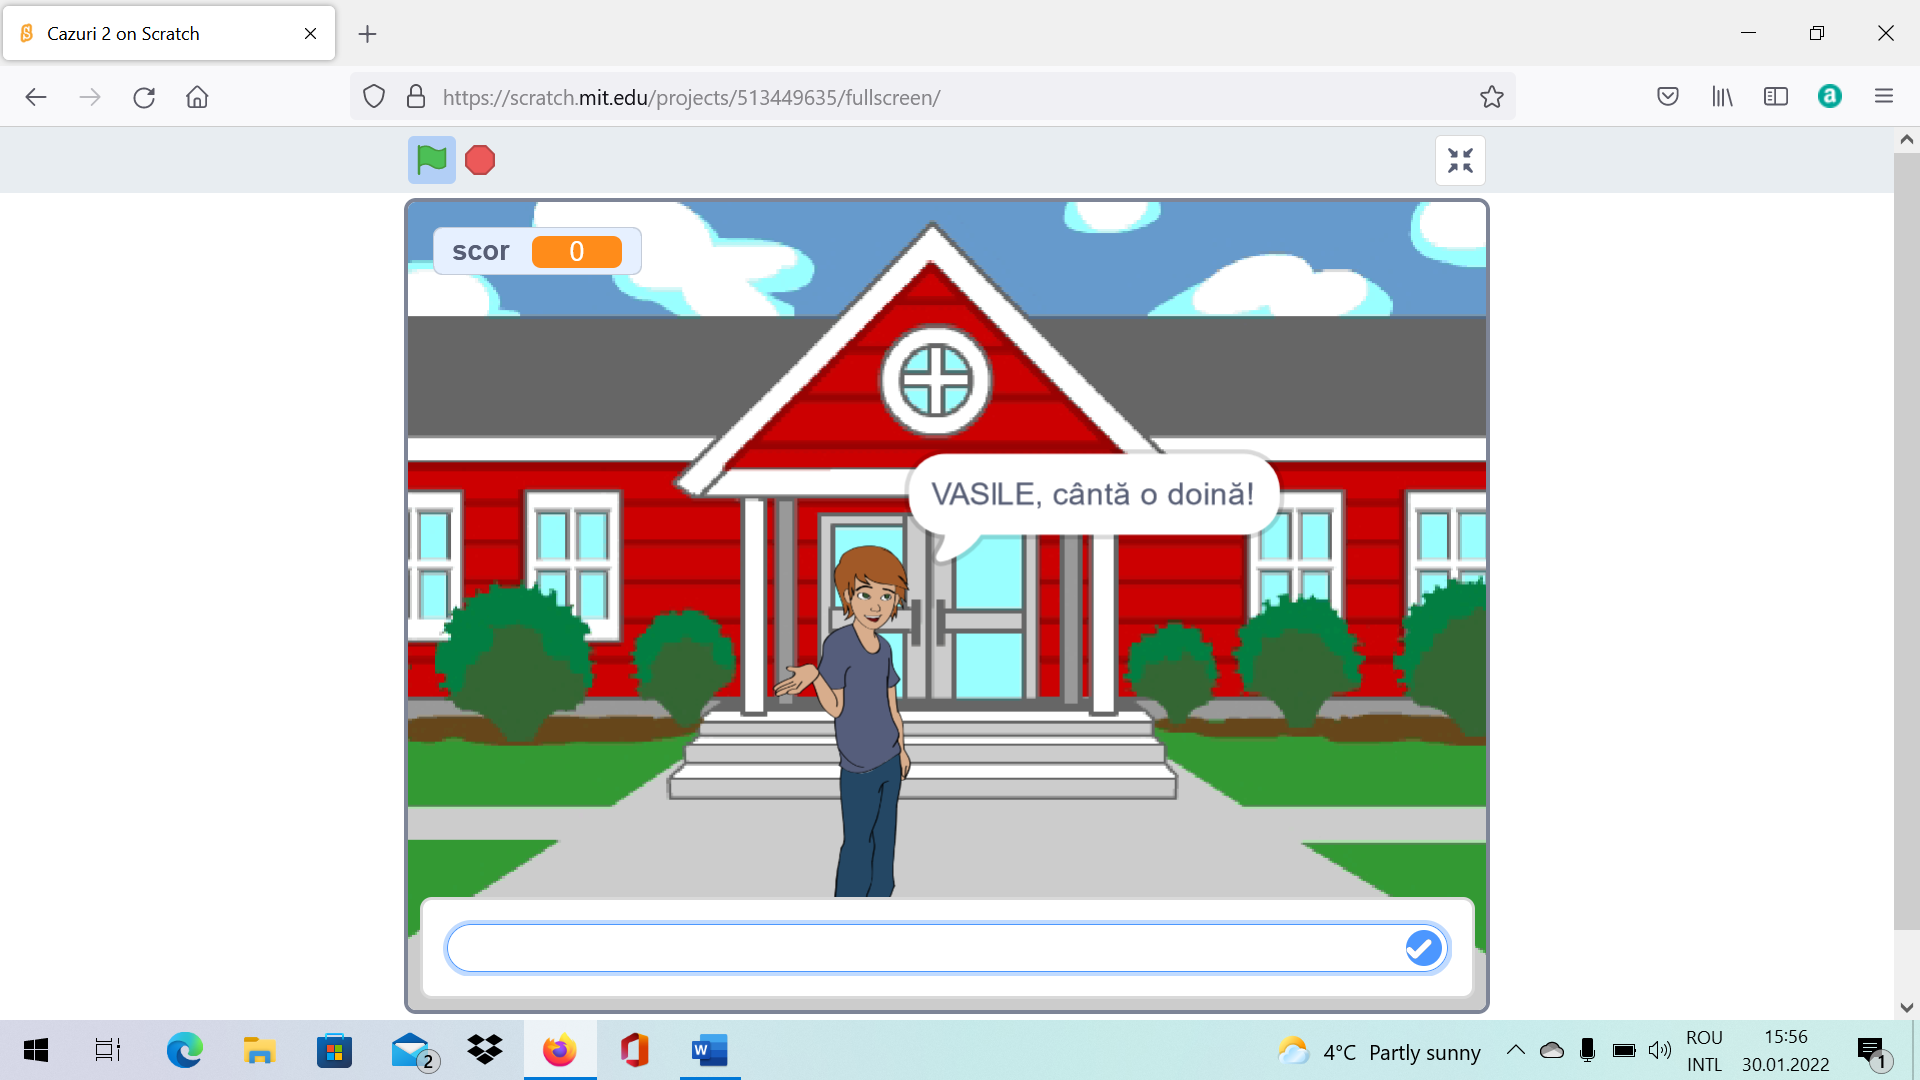 Cazuri 2 on Scratch
https://scratch.mit.edu/projects/513449635/fullscreen/
a
scor 0
VASILE, cântă o doină!
2
W
4°C Partly sunny
ROU
INTL
15:56
30.01.2022
1